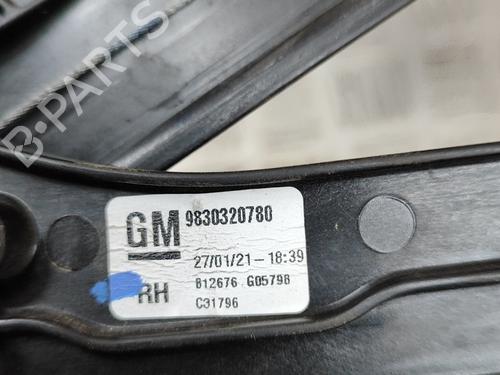 B-PARTS
GM 9830320780
27/01/21-18:39
RH 812676 G05798
C31796